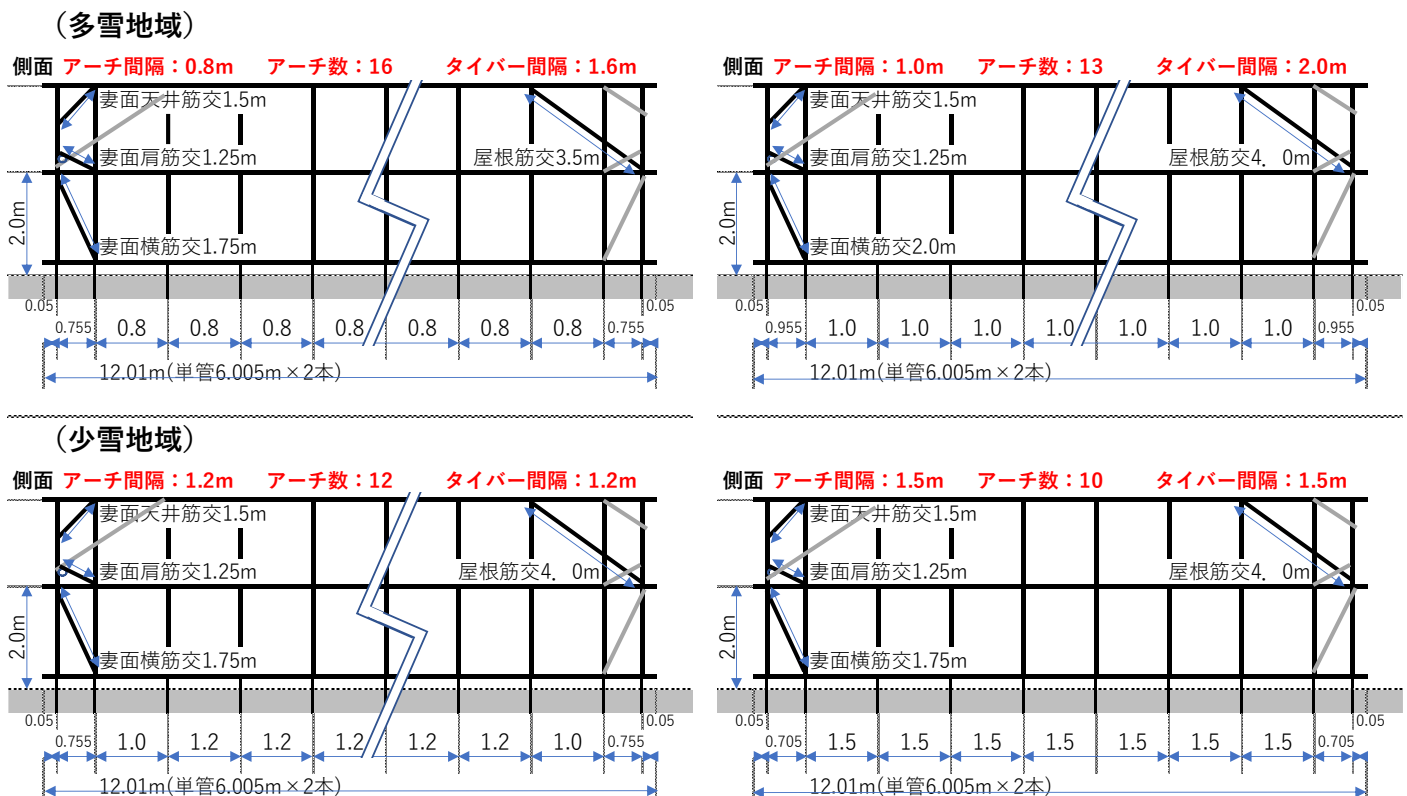 （多雪地域）
側面 アーチ間隔：0.8m アーチ数：16 タイバー間隔：1.6m
妻面天井筋交1.5m
妻面肩筋交1.25m
屋根筋交3.5m
2.0m
妻面横筋交1.75m
0.05
0.05
0.755 0.8 0.8 0.8 0.8 0.8 0.8 0.8 0.755
12.01m(単管6.005m×2本)
側面 アーチ間隔：1.0m アーチ数：13 タイバー間隔：2.0m
妻面天井筋交1.5m
妻面肩筋交1.25m
屋根筋交4．0m
2.0m
妻面横筋交2.0m
0.05
0.05
0.955 1.0 1.0 1.0 1.0 1.0 1.0 1.0 0.955
12.01m(単管6.005m×2本)
（少雪地域）
側面 アーチ間隔：1.2m アーチ数：12 タイバー間隔：1.2m
妻面天井筋交1.5m
妻面肩筋交1.25m
屋根筋交4．0m
2.0m
妻面横筋交1.75m
0.05
0.05
0.755 1.0 1.2 1.2 1.2 1.2 1.2 1.0 0.755
12.01m(単管6.005m×2本)
側面 アーチ間隔：1.5m アーチ数：10 タイバー間隔：1.5m
妻面天井筋交1.5m
妻面肩筋交1.25m
屋根筋交4．0m
2.0m
妻面横筋交1.75m
0.05
0.05
0.705 1.5 1.5 1.5 1.5 1.5 1.5 1.5 0.705
12.01m(単管6.005m×2本)